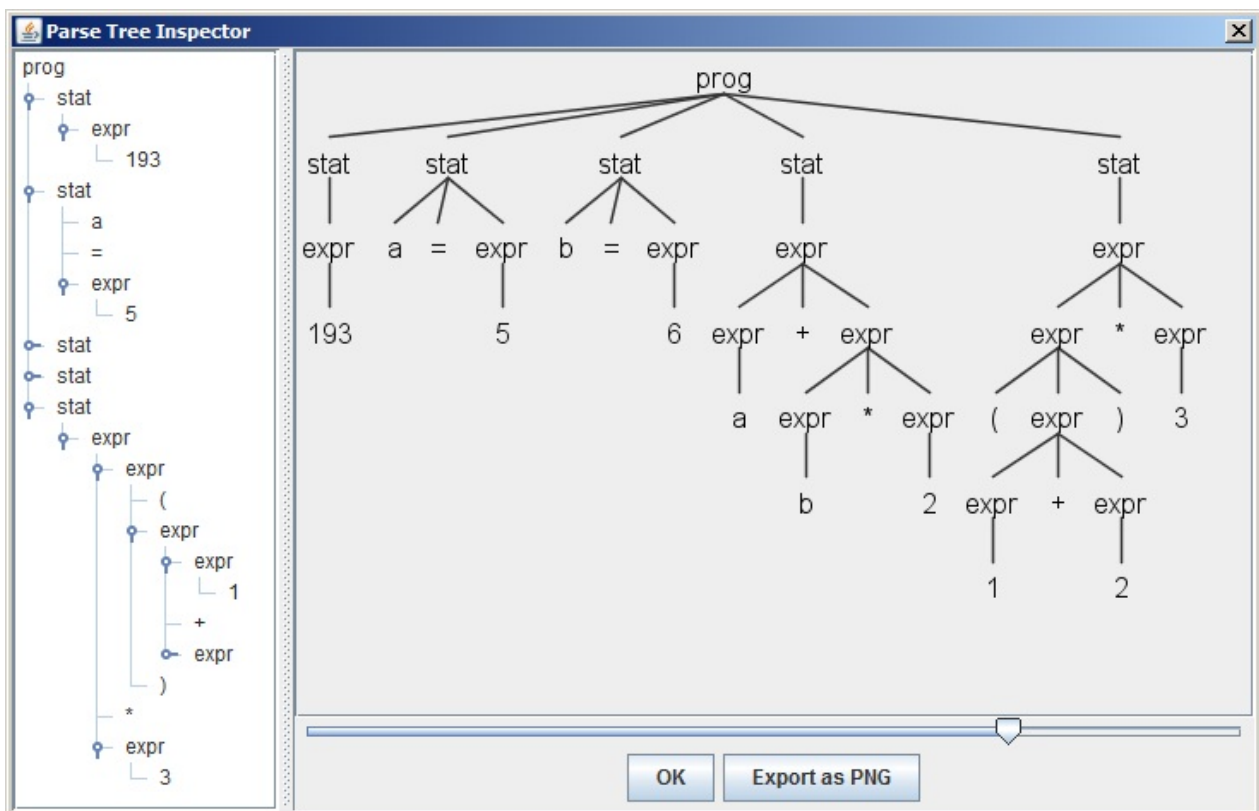 Parse Tree Inspector
prog
stat
expr
193
stat
a
=
expr
5
stat
stat
stat
expr
expr
(
expr
expr
1
+
expr
)
*
expr
3
prog
stat stat stat stat stat
expr a = expr b = expr expr expr
193 5 6 expr + expr expr * expr
a expr * expr ( expr ) 3
b 2 expr + expr
1 2
OK Export as PNG